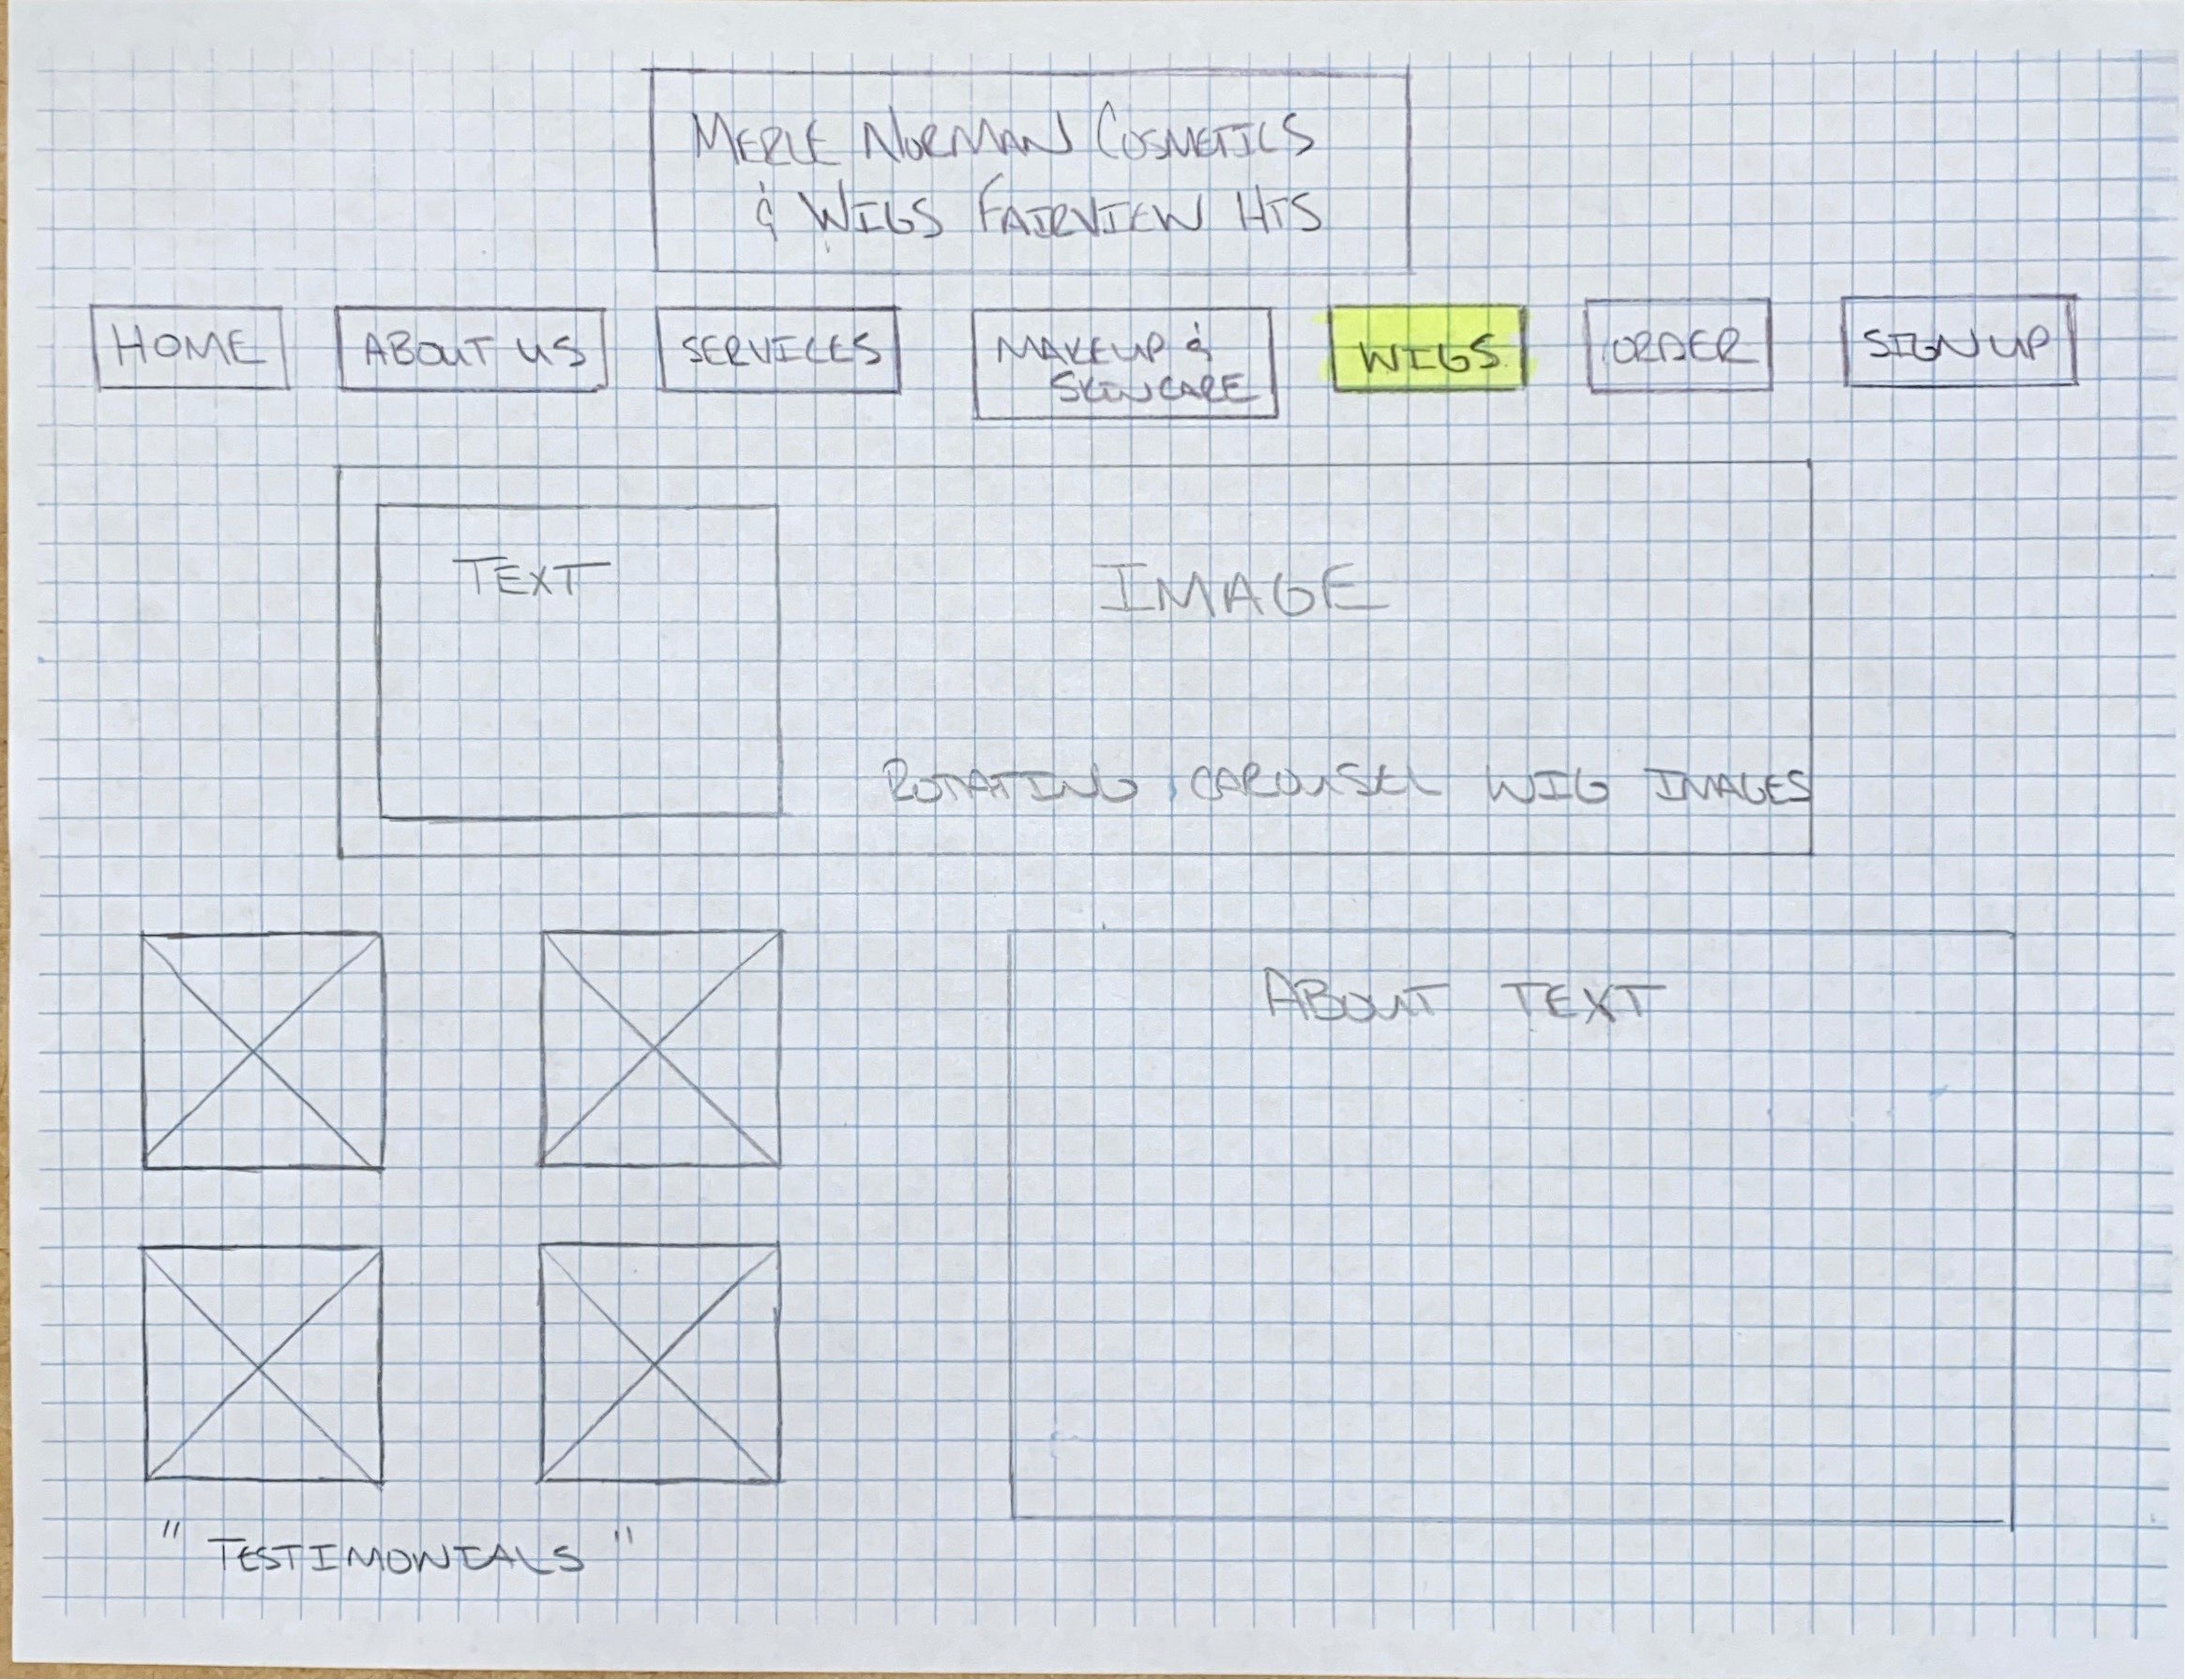 MERLE NORMAN COSMETICS
& WIGS FAIRVIEW HTS
HOME
ABOUT US
SERVICES
MAKEUP &
SKINCARE
WIGS
ORDER
SIGN UP
TEXT
IMAGE
ROTATING CAROUSEL WIG IMAGES
ABOUT TEXT
" TESTIMONIALS "